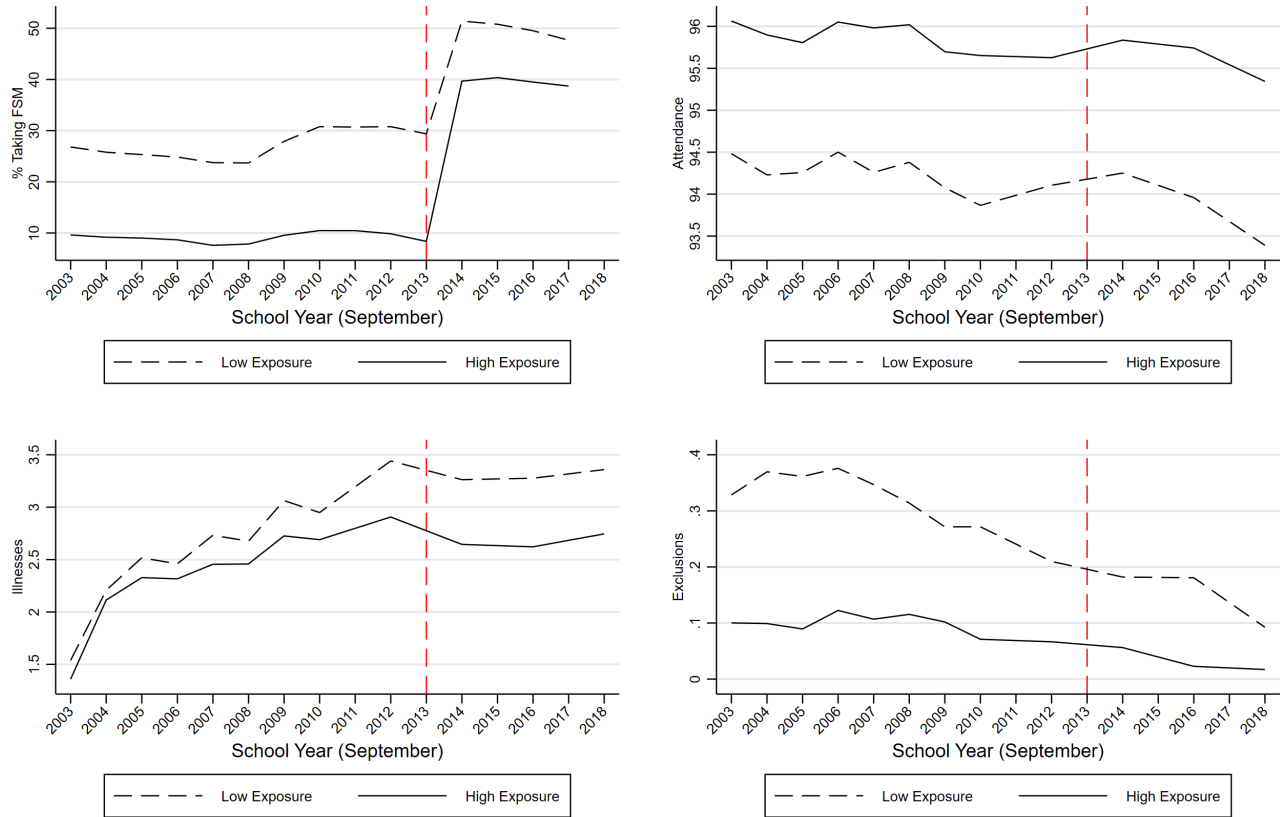 % Taking FSM
50
40
30
20
10
2003 2004 2005 2006 2007 2008 2009 2010 2011 2012 2013 2014 2015 2016 2017 2018
School Year (September)
Low Exposure High Exposure
Attendance
96
95.5
95
94.5
94
93.5
2003 2004 2005 2006 2007 2008 2009 2010 2011 2012 2013 2014 2015 2016 2017 2018
School Year (September)
Low Exposure High Exposure
Illnesses
3.5
3
2.5
2
1.5
2003 2004 2005 2006 2007 2008 2009 2010 2011 2012 2013 2014 2015 2016 2017 2018
School Year (September)
Low Exposure High Exposure
Exclusions
.4
.3
.2
.1
0
2003 2004 2005 2006 2007 2008 2009 2010 2011 2012 2013 2014 2015 2016 2017 2018
School Year (September)
Low Exposure High Exposure